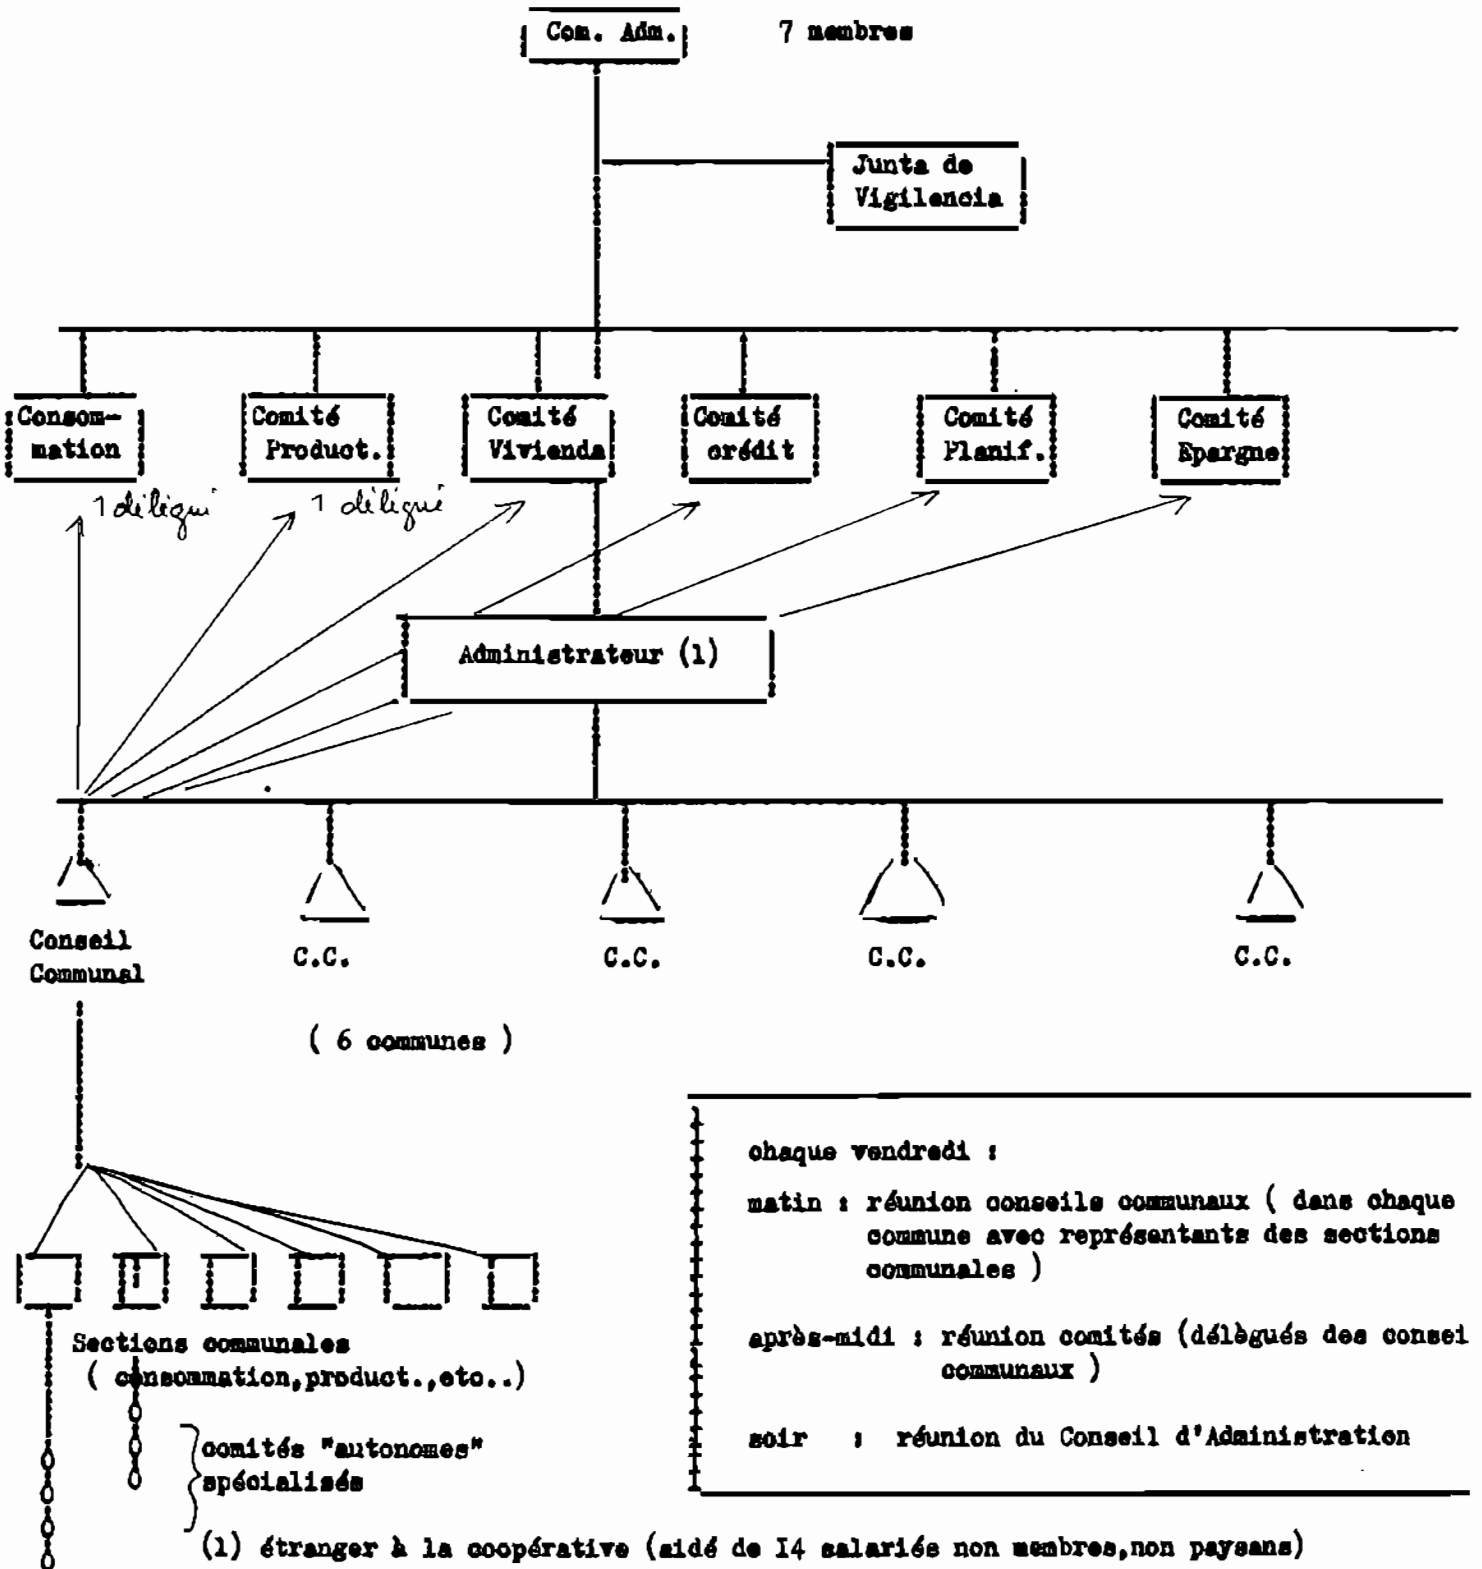 Com. Adm.
7 membres
Junta de
Vigilencia
Consom-
mation
Comité
Product.
Comité
Vivienda
Comité
crédit
Comité
Planif.
Comité
Epargne
1 délégué
1 délégué
Administrateur (1)
Conseil
Communal
C.C.
C.C.
C.C.
C.C.
( 6 communes )
chaque vendredi :
matin : réunion conseils communaux ( dans chaque
commune avec représentants des sections
communales )
après-midi : réunion comités (délègués des consei
communaux )
soir : réunion du Conseil d'Administration
Sections communales
( consommation,product.,etc..)
comités "autonomes"
spécialisés
(1) étranger à la coopérative (aidé de I4 salariés non membres,non paysans)